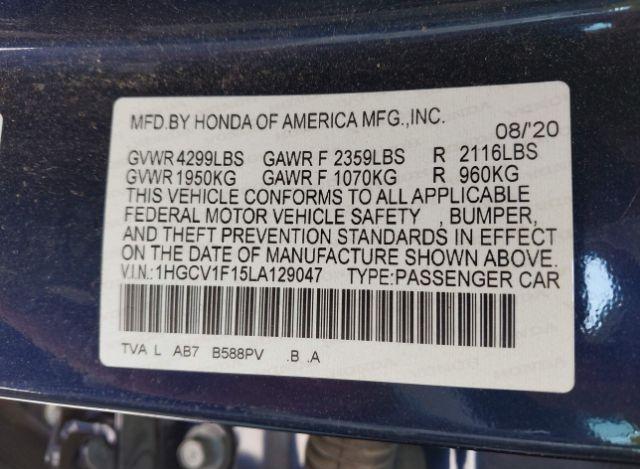 MFD.BY HONDA OF AMERICA MFG.,INC. 08/'20
GVWR 4299LBS GAWR F 2359LBS R 2116LBS
GVWR 1950KG GAWR F 1070KG R 960KG
THIS VEHICLE CONFORMS TO ALL APPLICABLE
FEDERAL MOTOR VEHICLE SAFETY , BUMPER,
AND THEFT PREVENTION STANDARDS IN EFFECT
ON THE DATE OF MANUFACTURE SHOWN ABOVE.
V.I.N.:1HGCV1F15LA129047 TYPE:PASSENGER CAR
TVA L AB7 B588PV .B .A